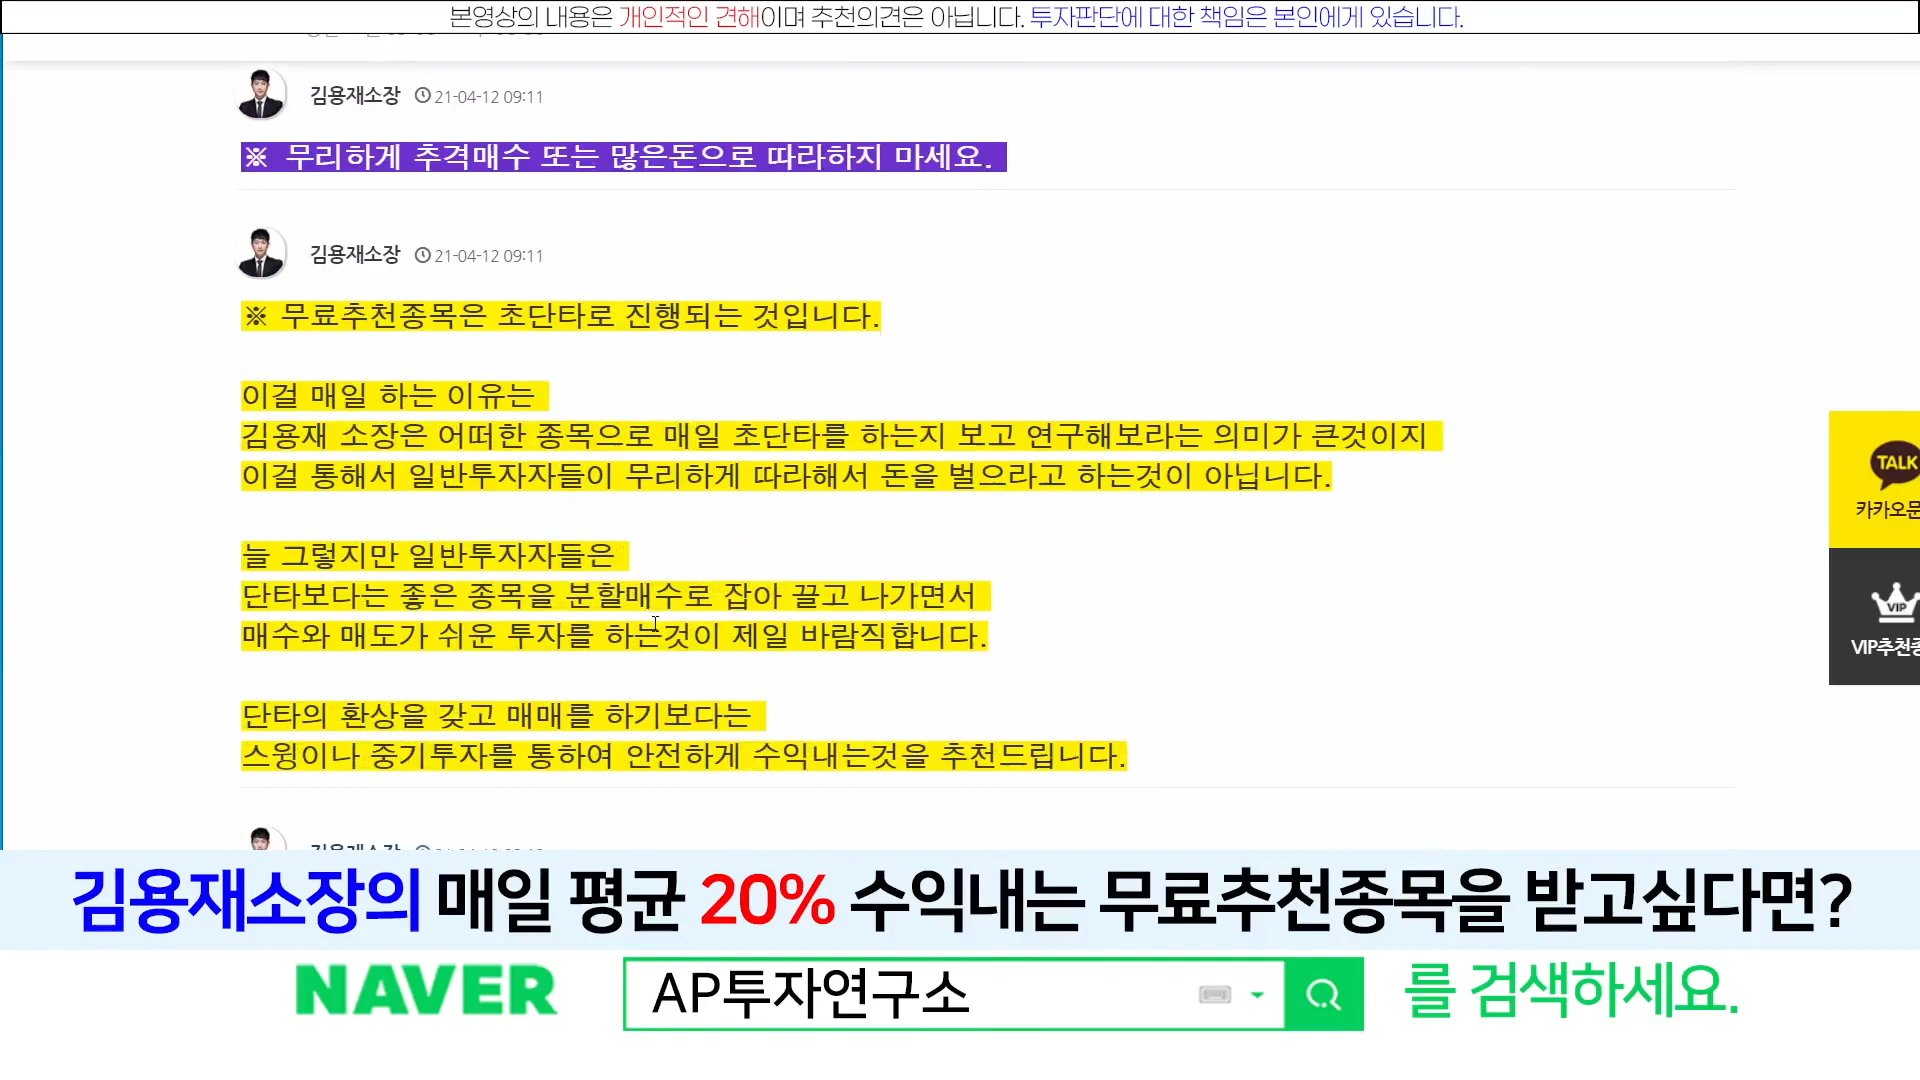 본영상의 내용은 개인적인 견해이며 추천의견은 아닙니다. 투자판단에 대한 책임은 본인에게 있습니다.
김용재소장 21-04-12 09:11
※ 무리하게 추격매수 또는 많은돈으로 따라하지 마세요.
김용재소장 21-04-12 09:11
※ 무료추천종목은 초단타로 진행되는 것입니다.
이걸 매일 하는 이유는
김용재 소장은 어떠한 종목으로 매일 초단타를 하는지 보고 연구해보라는 의미가 큰것이지
이걸 통해서 일반투자자들이 무리하게 따라해서 돈을 벌으라고 하는것이 아닙니다.
늘 그렇지만 일반투자자들은
단타보다는 좋은 종목을 분할매수로 잡아 끌고 나가면서
매수와 매도가 쉬운 투자를 하는것이 제일 바람직합니다.
단타의 환상을 갖고 매매를 하기보다는
스윙이나 중기투자를 통하여 안전하게 수익내는것을 추천드립니다.
TALK
카카오문
VIP
VIP추천종
김용재소장의 매일 평균 20% 수익내는 무료추천종목을 받고싶다면?
NAVER AP투자연구소 를 검색하세요.